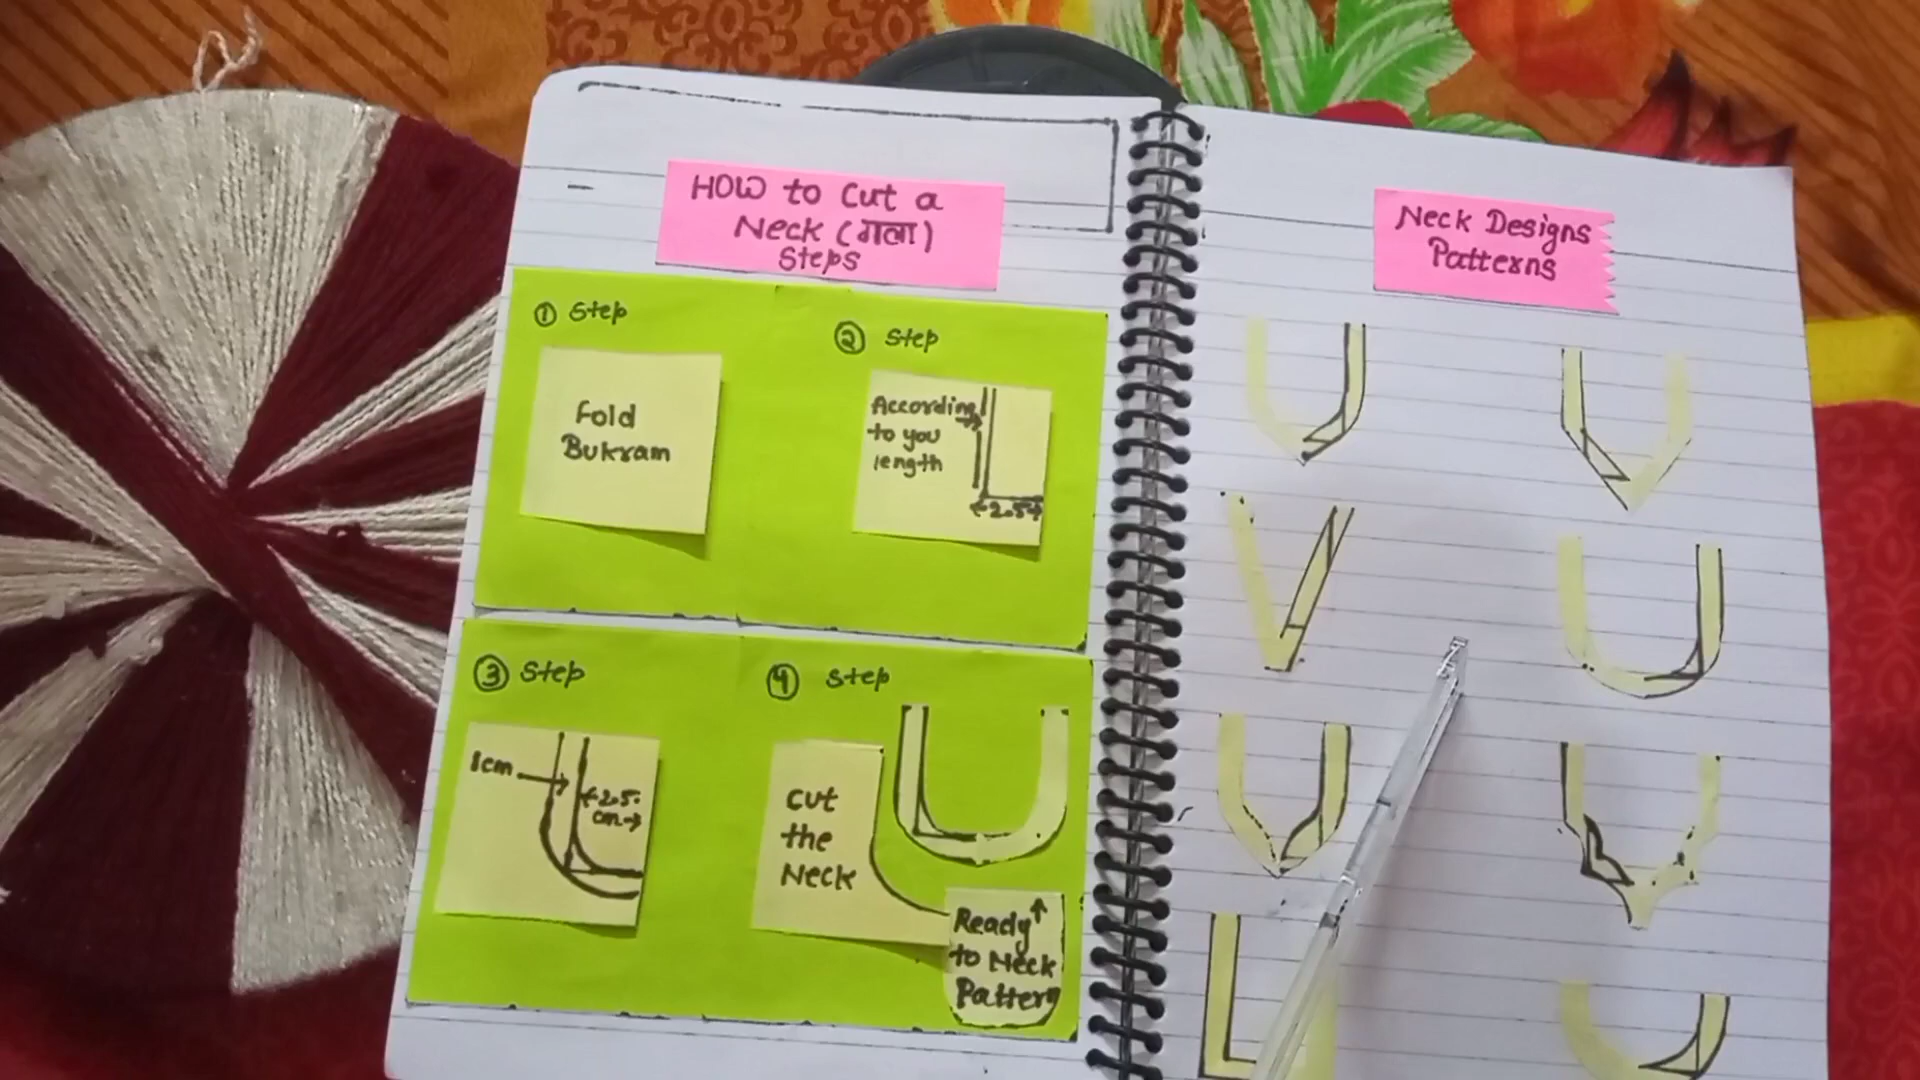 HOW to Cut a
Neck (गला)
Steps
① Step
Fold
Bukram
② Step
According
to you
length
2.5
③ Step
1cm
2.5.
cm
④ Step
Cut
the
Neck
Ready
to Neck
Pattern
Neck Designs
Patterns